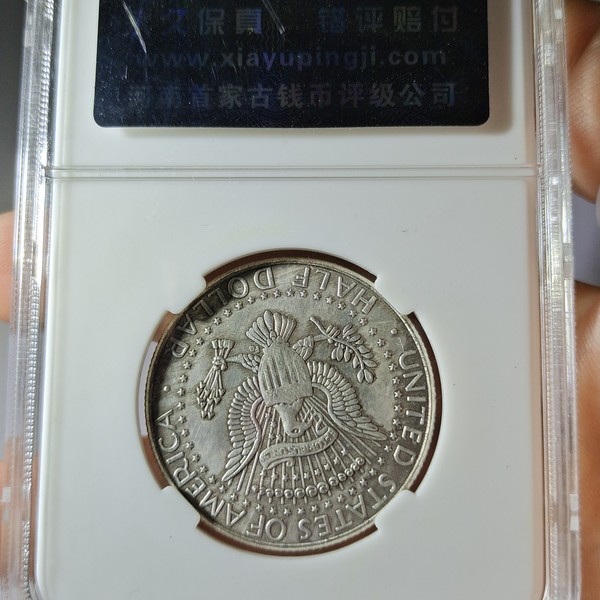 保真 错评赔付
www.xiayupingji.com
南首家古钱币评级公司
UNITED STATES OF AMERICA
· HALF DOLLAR ·